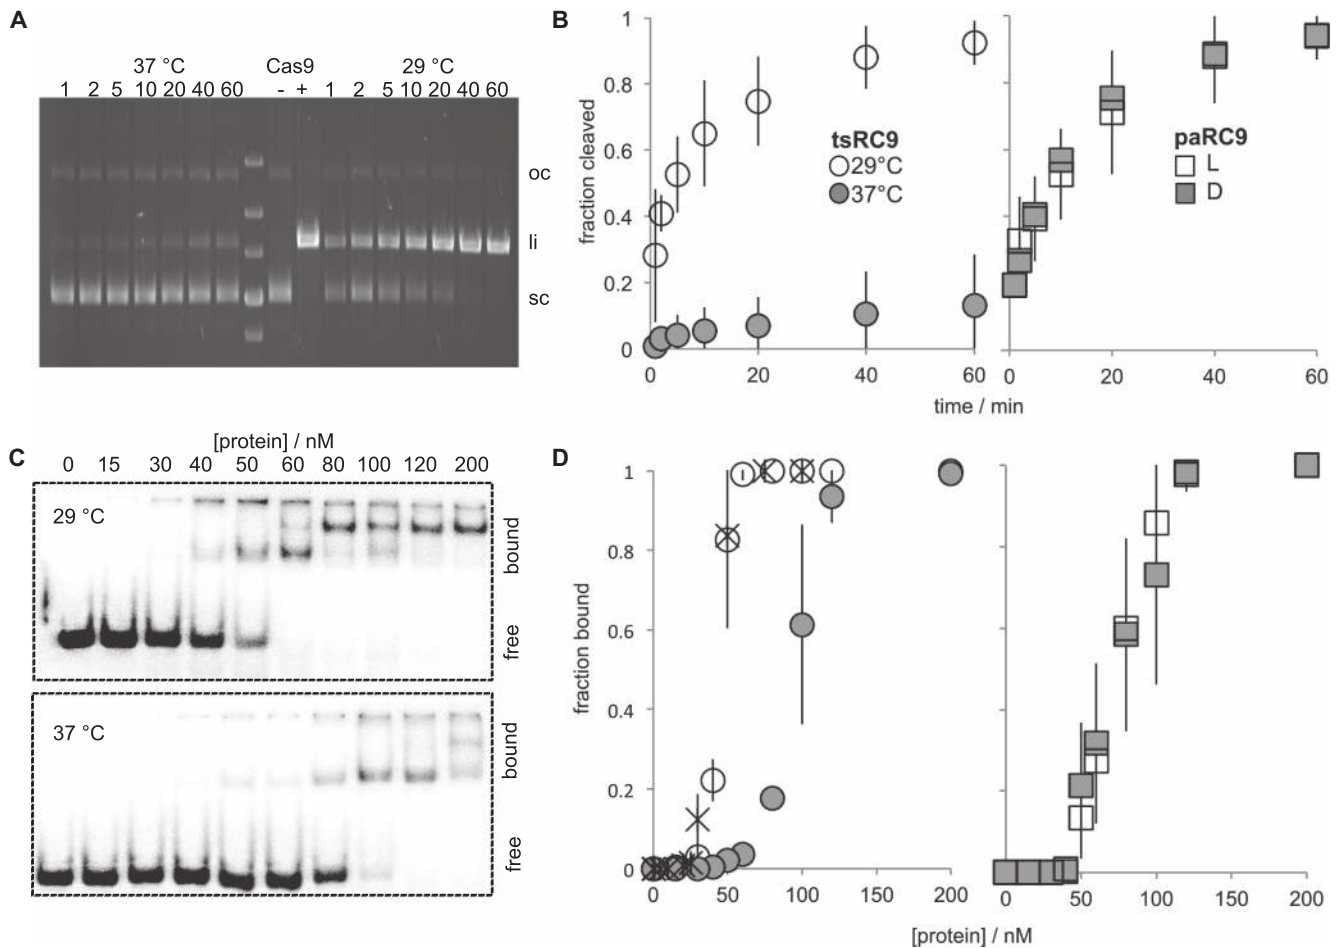 A
37 °C Cas9 29 °C
1 2 5 10 20 40 60 - + 1 2 5 10 20 40 60
oc
li
sc
B
1
0.8
0.6
0.4
0.2
0
fraction cleaved
tsRC9
29°C
37°C
paRC9
L
D
0 20 40 60 0 20 40 60
time / min
C
[protein] / nM
0 15 30 40 50 60 80 100 120 200
29 °C
bound
free
37 °C
bound
free
D
1
0.8
0.6
0.4
0.2
0
fraction bound
0 50 100 150 200 0 50 100 150 200
[protein] / nM